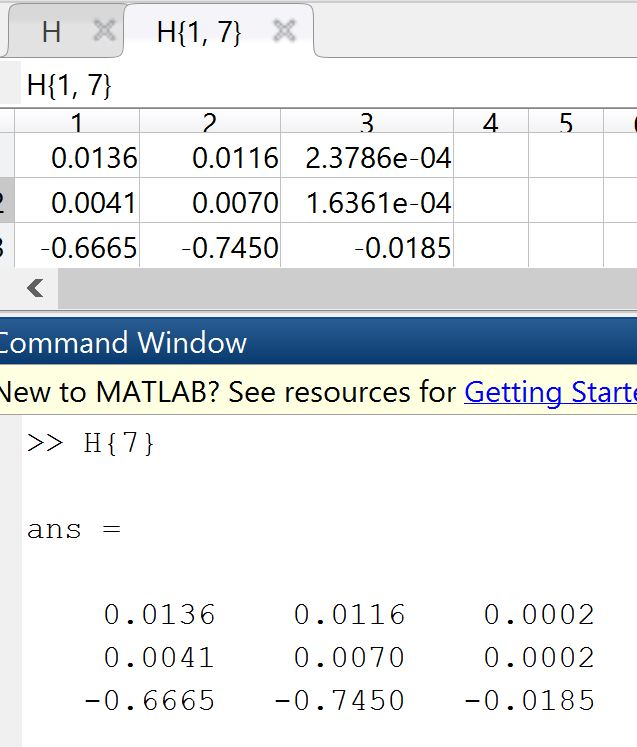 H H{1, 7}
H{1, 7}
1 2 3 4 5
0.0136 0.0116 2.3786e-04
2 0.0041 0.0070 1.6361e-04
3 -0.6665 -0.7450 -0.0185
Command Window
New to MATLAB? See resources for Getting Starte
>> H{7}
ans =
0.0136 0.0116 0.0002
0.0041 0.0070 0.0002
-0.6665 -0.7450 -0.0185